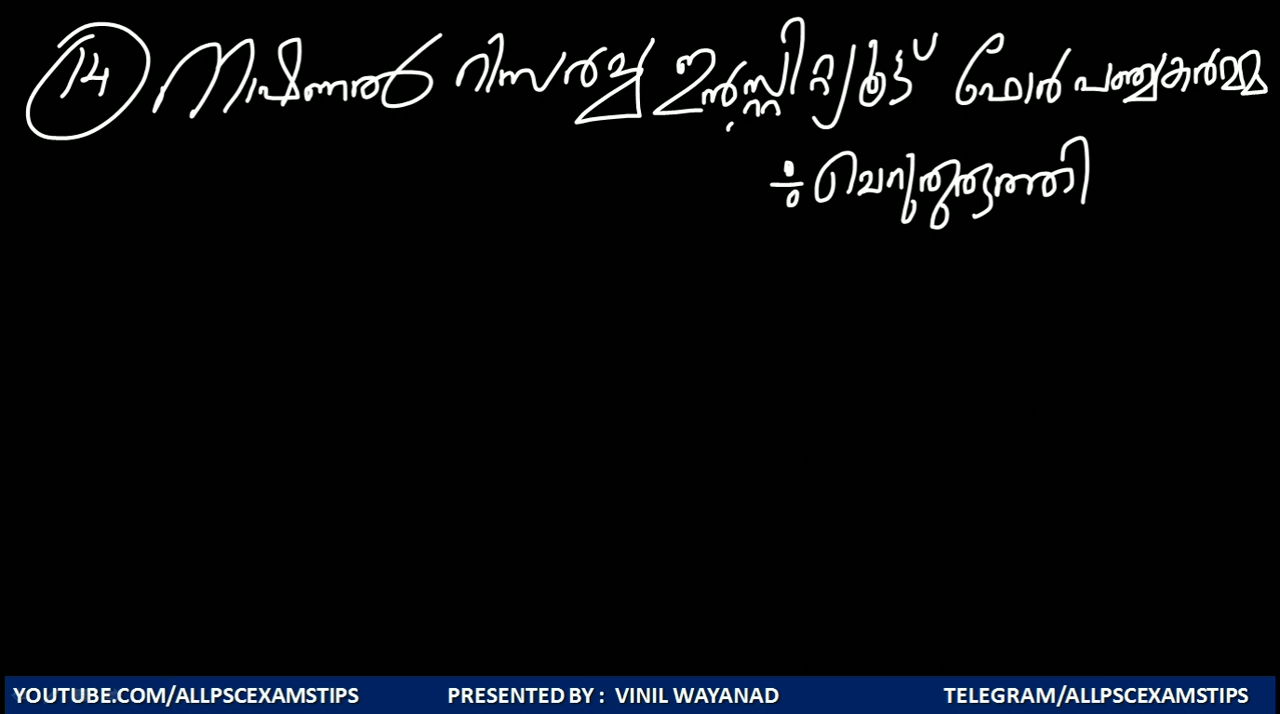 14 നാഷണൽ റിസർച്ച് ഇൻസ്റ്റിറ്റ്യൂട്ട് ഫോർ പഞ്ചകർമ്മ
÷ ചെറുതുരുത്തി
YOUTUBE.COM/ALLPSCEXAMSTIPS PRESENTED BY : VINIL WAYANAD TELEGRAM/ALLPSCEXAMSTIPS